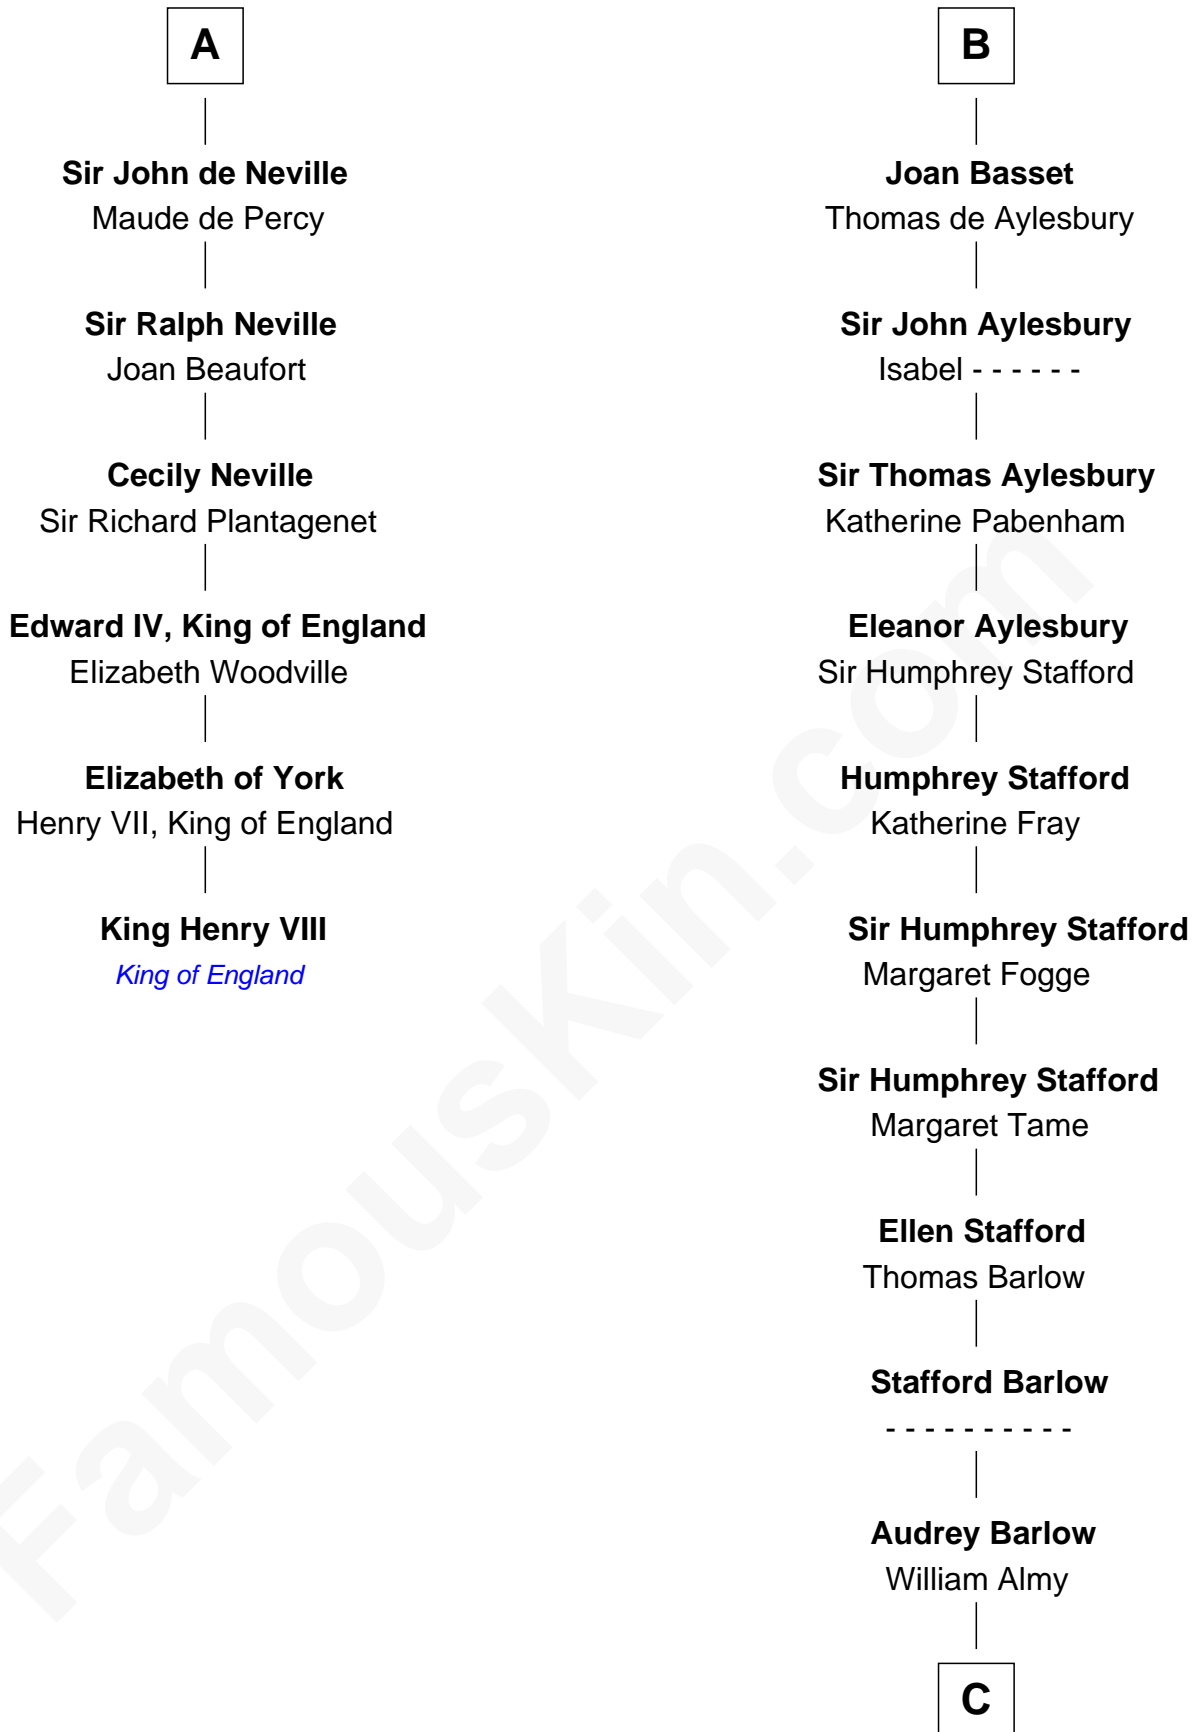 A
Sir John de Neville
Maude de Percy
Sir Ralph Neville
Joan Beaufort
Cecily Neville
Sir Richard Plantagenet
Edward IV, King of England
Elizabeth Woodville
Elizabeth of York
Henry VII, King of England
King Henry VIII
King of England
B
Joan Basset
Thomas de Aylesbury
Sir John Aylesbury
Isabel - - - - - -
Sir Thomas Aylesbury
Katherine Pabenham
Eleanor Aylesbury
Sir Humphrey Stafford
Humphrey Stafford
Katherine Fray
Sir Humphrey Stafford
Margaret Fogge
Sir Humphrey Stafford
Margaret Tame
Ellen Stafford
Thomas Barlow
Stafford Barlow
- - - - - - - - - -
Audrey Barlow
William Almy
C
FamousKin.com